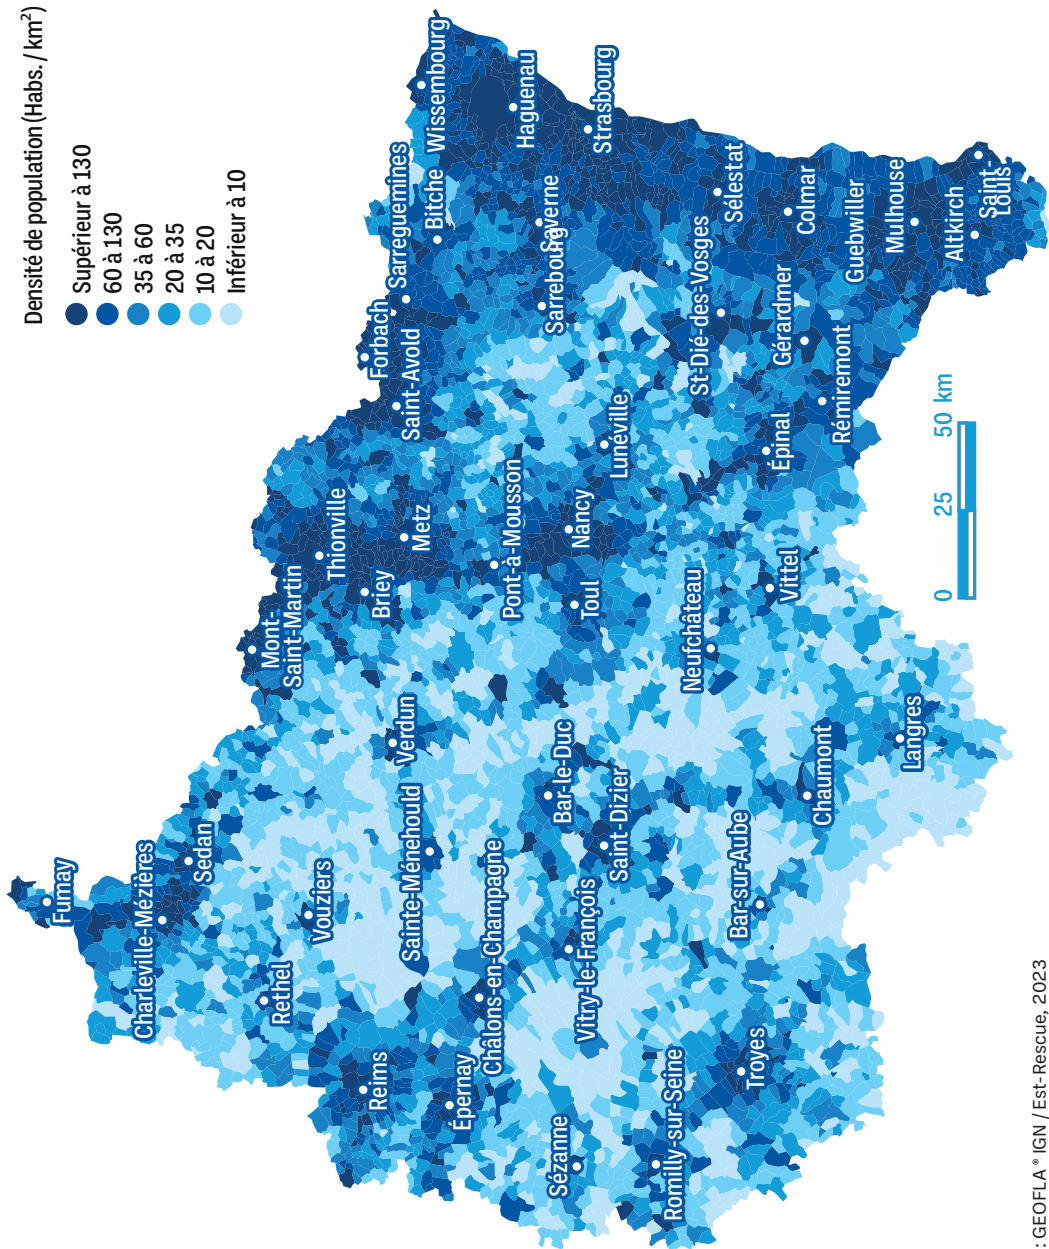 Densité de population (Habs. / km²)
Supérieur à 130
60 à 130
35 à 60
20 à 35
10 à 20
Inférieur à 10
Fumay
Charleville-Mézières
Sedan
Rethel
Vouziers
Reims
Épernay
Châlons-en-Champagne
Sainte-Ménehould
Verdun
Mont-
Saint-Martin
Thionville
Briey
Metz
Forbach
Saint-Avold
Sarreguemines
Bitche
Wissembourg
Haguenau
Strasbourg
Saverne
Sarrebourg
Pont-à-Mousson
Nancy
Toul
Lunéville
Bar-le-Duc
Saint-Dizier
Vitry-le-François
Sézanne
Romilly-sur-Seine
Troyes
Bar-sur-Aube
Chaumont
Langres
Neufchâteau
Vittel
Épinal
St-Dié-des-Vosges
Gérardmer
Rémiremont
Sélestat
Colmar
Guebwiller
Mulhouse
Altkirch
Saint-
Louis
0 25 50 km
: GEOFLA ® IGN / Est-Rescue, 2023